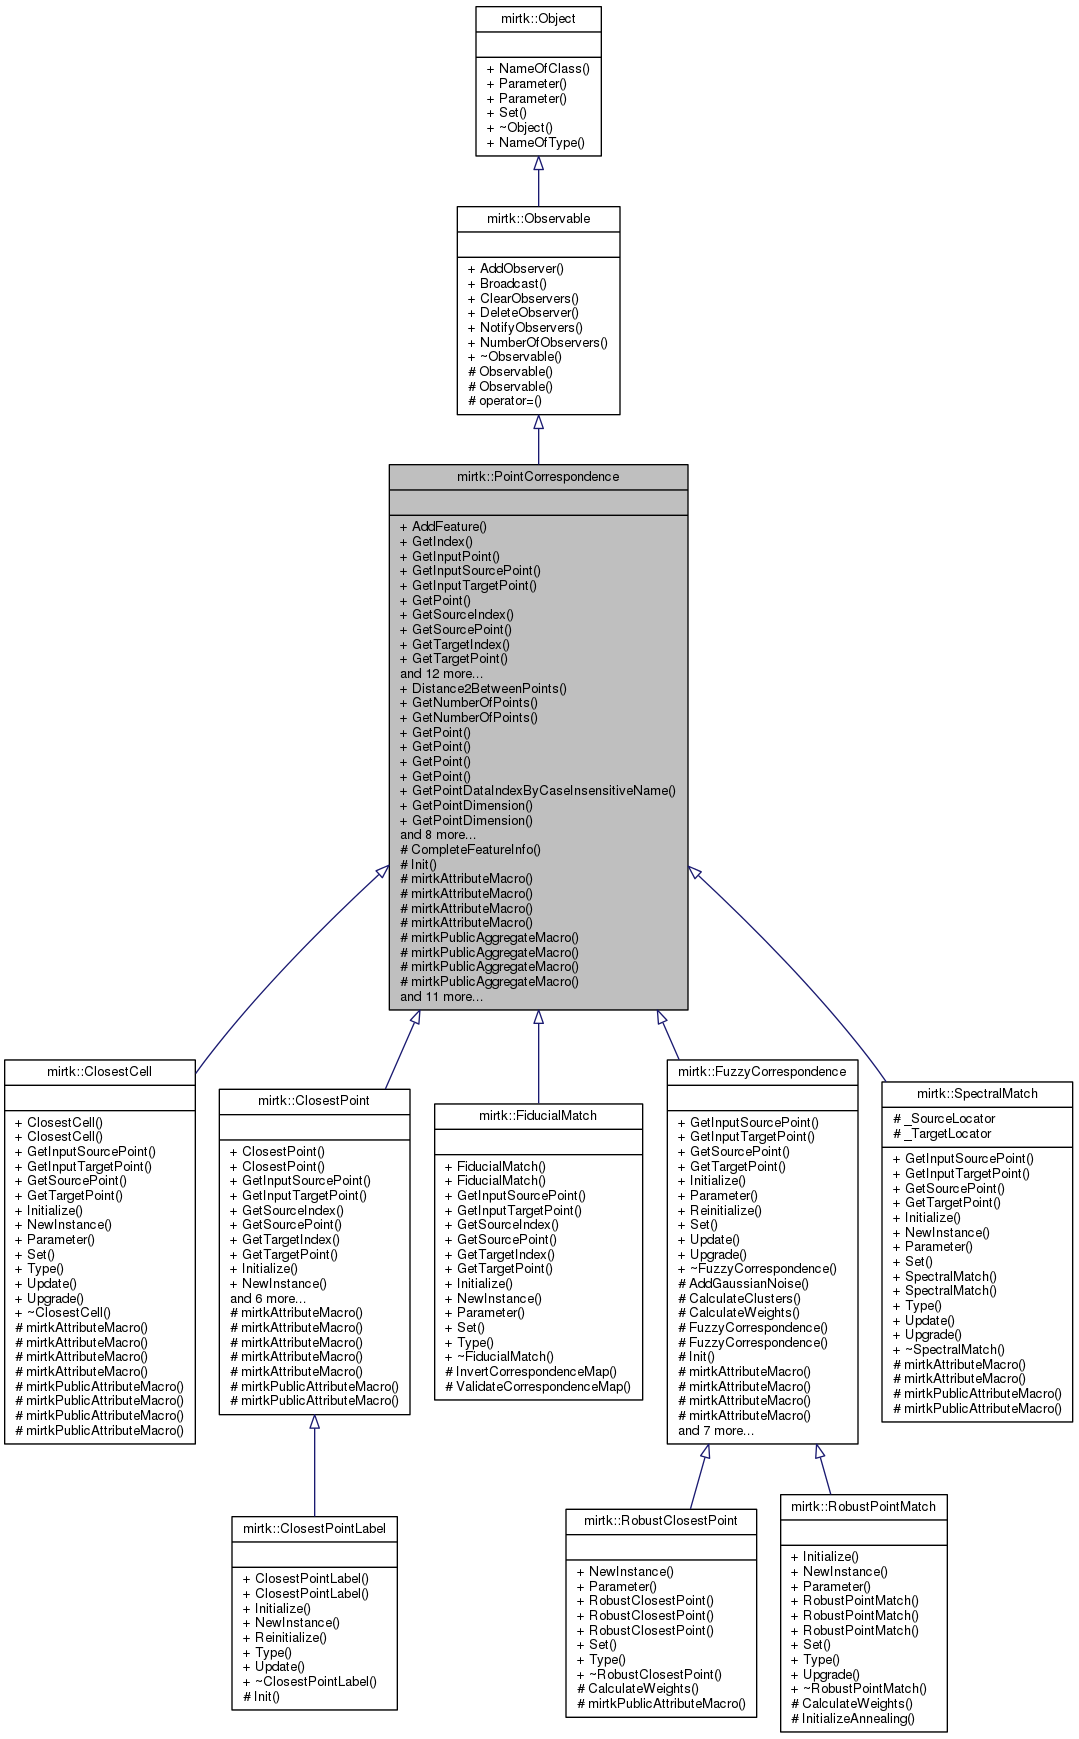 mirtk::Object
+ NameOfClass()
+ Parameter()
+ Parameter()
+ Set()
+ ~Object()
+ NameOfType()
mirtk::Observable
+ AddObserver()
+ Broadcast()
+ ClearObservers()
+ DeleteObserver()
+ NotifyObservers()
+ NumberOfObservers()
+ ~Observable()
# Observable()
# Observable()
# operator=()
mirtk::PointCorrespondence
+ AddFeature()
+ GetIndex()
+ GetInputPoint()
+ GetInputSourcePoint()
+ GetInputTargetPoint()
+ GetPoint()
+ GetSourceIndex()
+ GetSourcePoint()
+ GetTargetIndex()
+ GetTargetPoint()
and 12 more...
+ Distance2BetweenPoints()
+ GetNumberOfPoints()
+ GetNumberOfPoints()
+ GetPoint()
+ GetPoint()
+ GetPoint()
+ GetPoint()
+ GetPointDataIndexByCaseInsensitiveName()
+ GetPointDimension()
+ GetPointDimension()
and 8 more...
# CompleteFeatureInfo()
# Init()
# mirtkAttributeMacro()
# mirtkAttributeMacro()
# mirtkAttributeMacro()
# mirtkAttributeMacro()
# mirtkPublicAggregateMacro()
# mirtkPublicAggregateMacro()
# mirtkPublicAggregateMacro()
# mirtkPublicAggregateMacro()
and 11 more...
mirtk::ClosestCell
+ ClosestCell()
+ ClosestCell()
+ GetInputSourcePoint()
+ GetInputTargetPoint()
+ GetSourcePoint()
+ GetTargetPoint()
+ Initialize()
+ NewInstance()
+ Parameter()
+ Set()
+ Type()
+ Update()
+ Upgrade()
+ ~ClosestCell()
# mirtkAttributeMacro()
# mirtkAttributeMacro()
# mirtkAttributeMacro()
# mirtkAttributeMacro()
# mirtkPublicAttributeMacro()
# mirtkPublicAttributeMacro()
# mirtkPublicAttributeMacro()
# mirtkPublicAttributeMacro()
mirtk::ClosestPoint
+ ClosestPoint()
+ ClosestPoint()
+ GetInputSourcePoint()
+ GetInputTargetPoint()
+ GetSourceIndex()
+ GetSourcePoint()
+ GetTargetIndex()
+ GetTargetPoint()
+ Initialize()
+ NewInstance()
and 6 more...
# mirtkAttributeMacro()
# mirtkAttributeMacro()
# mirtkAttributeMacro()
# mirtkAttributeMacro()
# mirtkAttributeMacro()
# mirtkPublicAttributeMacro()
# mirtkPublicAttributeMacro()
mirtk::FiducialMatch
+ FiducialMatch()
+ FiducialMatch()
+ GetInputSourcePoint()
+ GetInputTargetPoint()
+ GetSourceIndex()
+ GetSourcePoint()
+ GetTargetIndex()
+ GetTargetPoint()
+ Initialize()
+ NewInstance()
+ Parameter()
+ Set()
+ Type()
+ ~FiducialMatch()
# InvertCorrespondenceMap()
# ValidateCorrespondenceMap()
mirtk::FuzzyCorrespondence
+ GetInputSourcePoint()
+ GetInputTargetPoint()
+ GetSourcePoint()
+ GetTargetPoint()
+ Initialize()
+ Parameter()
+ Reinitialize()
+ Set()
+ Update()
+ Upgrade()
+ ~FuzzyCorrespondence()
# AddGaussianNoise()
# CalculateClusters()
# CalculateWeights()
# FuzzyCorrespondence()
# FuzzyCorrespondence()
# Init()
# mirtkAttributeMacro()
# mirtkAttributeMacro()
# mirtkAttributeMacro()
# mirtkAttributeMacro()
and 7 more...
mirtk::SpectralMatch
# _SourceLocator
# _TargetLocator
+ GetInputSourcePoint()
+ GetInputTargetPoint()
+ GetSourcePoint()
+ GetTargetPoint()
+ Initialize()
+ NewInstance()
+ Parameter()
+ Set()
+ SpectralMatch()
+ SpectralMatch()
+ Type()
+ Update()
+ Upgrade()
+ ~SpectralMatch()
# mirtkAttributeMacro()
# mirtkAttributeMacro()
# mirtkPublicAttributeMacro()
# mirtkPublicAttributeMacro()
mirtk::ClosestPointLabel
+ ClosestPointLabel()
+ ClosestPointLabel()
+ Initialize()
+ NewInstance()
+ Reinitialize()
+ Type()
+ Update()
+ ~ClosestPointLabel()
# Init()
mirtk::RobustClosestPoint
+ NewInstance()
+ Parameter()
+ RobustClosestPoint()
+ RobustClosestPoint()
+ RobustClosestPoint()
+ Set()
+ Type()
+ ~RobustClosestPoint()
# CalculateWeights()
# mirtkPublicAttributeMacro()
mirtk::RobustPointMatch
+ Initialize()
+ NewInstance()
+ Parameter()
+ RobustPointMatch()
+ RobustPointMatch()
+ RobustPointMatch()
+ Set()
+ Type()
+ Upgrade()
+ ~RobustPointMatch()
# CalculateWeights()
# InitializeAnnealing()